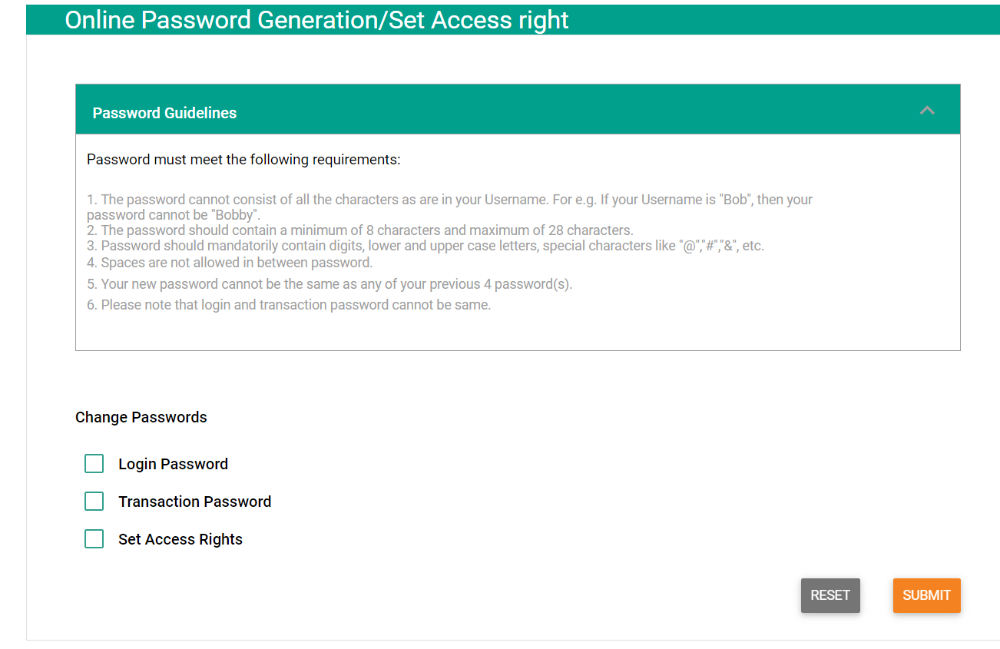 Online Password Generation/Set Access right
Password Guidelines
Password must meet the following requirements:
1. The password cannot consist of all the characters as are in your Username. For e.g. If your Username is "Bob", then your
password cannot be "Bobby".
2. The password should contain a minimum of 8 characters and maximum of 28 characters.
3. Password should mandatorily contain digits, lower and upper case letters, special characters like "@","#","&", etc.
4. Spaces are not allowed in between password.
5. Your new password cannot be the same as any of your previous 4 password(s).
6. Please note that login and transaction password cannot be same.
Change Passwords
Login Password
Transaction Password
Set Access Rights
RESET
SUBMIT